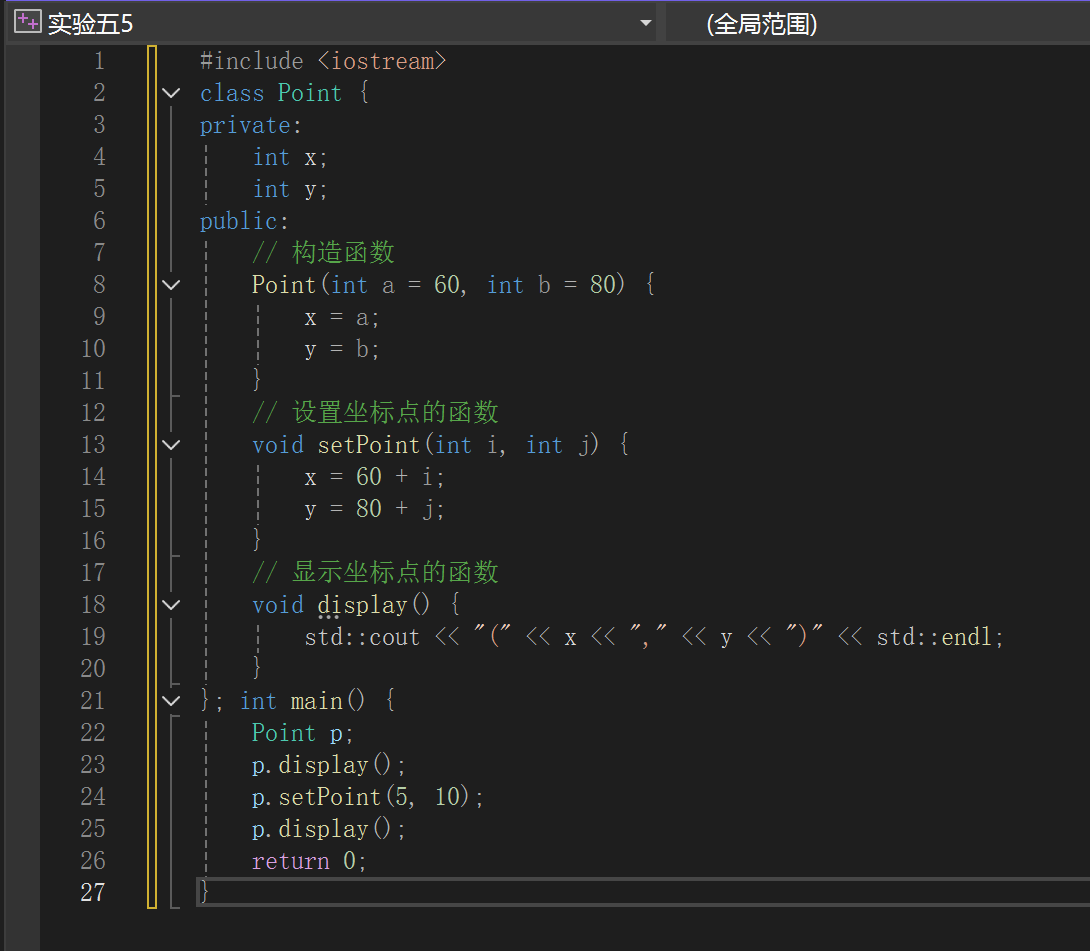 实验五5 (全局范围)
1 #include <iostream>
2 class Point {
3 private:
4     int x;
5     int y;
6 public:
7     // 构造函数
8     Point(int a = 60, int b = 80) {
9         x = a;
10         y = b;
11     }
12     // 设置坐标点的函数
13     void setPoint(int i, int j) {
14         x = 60 + i;
15         y = 80 + j;
16     }
17     // 显示坐标点的函数
18     void display() {
19         std::cout << "(" << x << "," << y << ")" << std::endl;
20     }
21 }; int main() {
22     Point p;
23     p.display();
24     p.setPoint(5, 10);
25     p.display();
26     return 0;
27 }